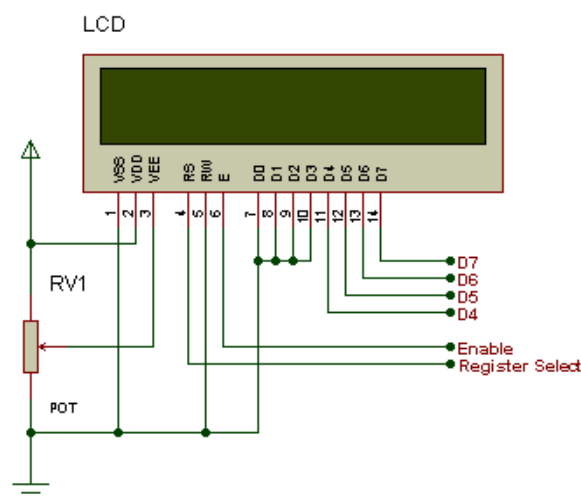 LCD
VSS VDD VEE RS RW E D0 D1 D2 D3 D4 D5 D6 D7
1 2 3 4 5 6 7 8 9 10 11 12 13 14
RV1
POT
D7
D6
D5
D4
Enable
Register Select